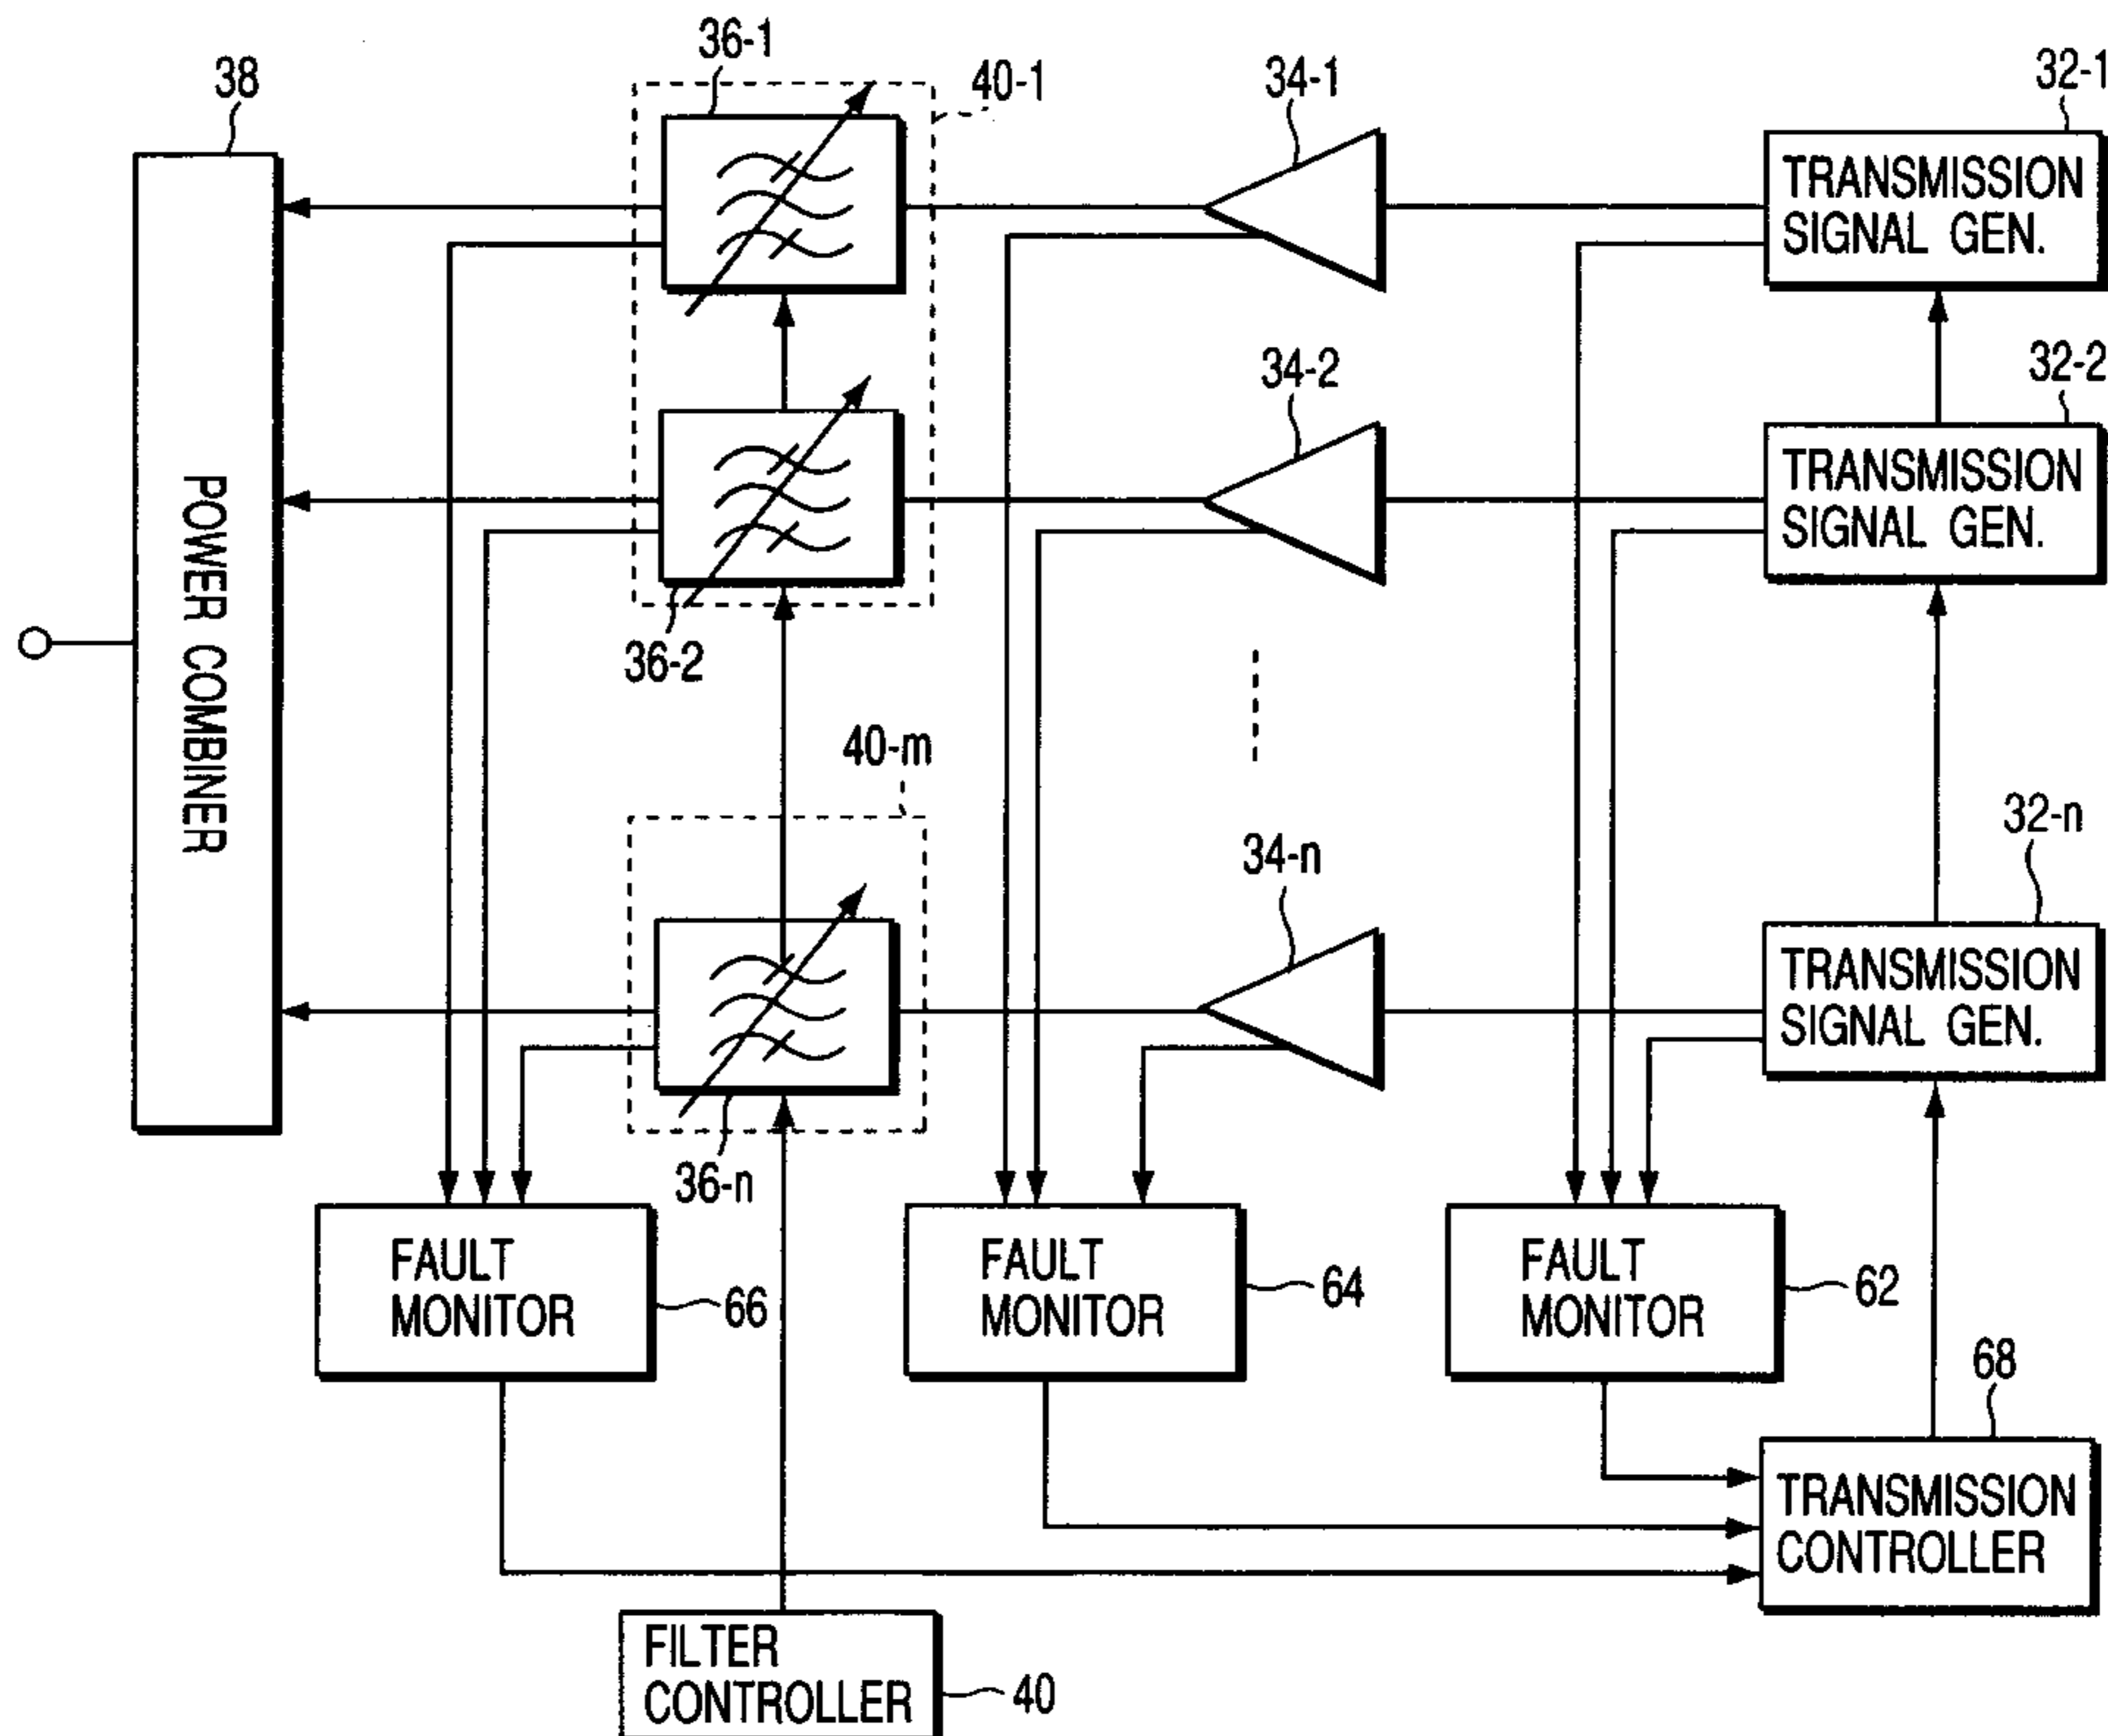 36-1
38
40-1
34-1
32-1
TRANSMISSION
SIGNAL GEN.
34-2
32-2
TRANSMISSION
SIGNAL GEN.
POWER COMBINER
36-2
40-m
34-n
32-n
TRANSMISSION
SIGNAL GEN.
36-n
FAULT
MONITOR
66
FAULT
MONITOR
64
FAULT
MONITOR
62
68
TRANSMISSION
CONTROLLER
FILTER
CONTROLLER
40